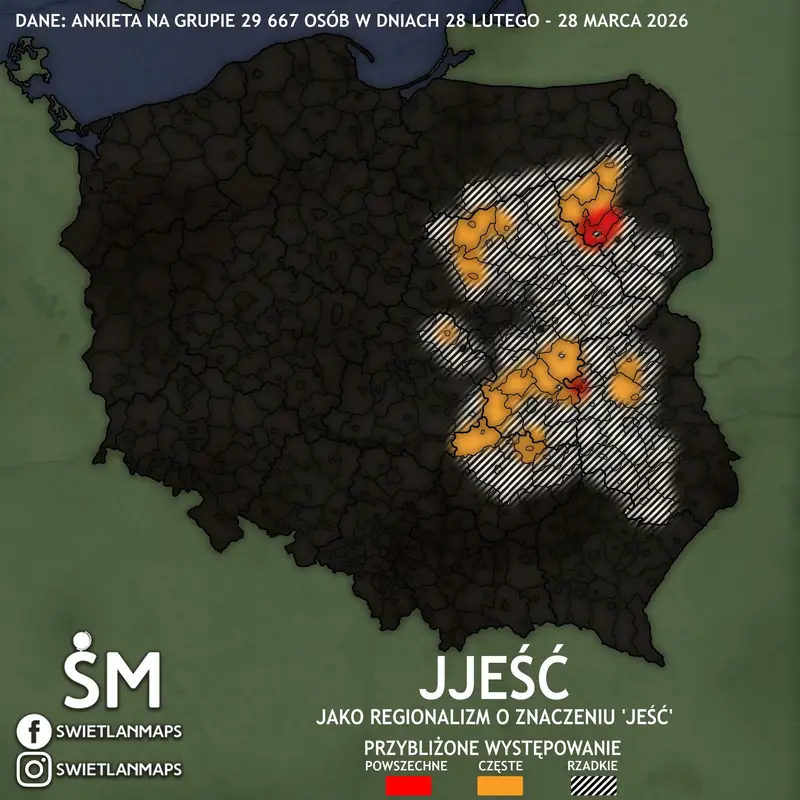 DANE: ANKIETA NA GRUPIE 29 667 OSÓB W DNIACH 28 LUTEGO - 28 MARCA 2026
ŚM
SWIETLANMAPS
SWIETLANMAPS
JJEŚĆ
JAKO REGIONALIZM O ZNACZENIU 'JEŚĆ'
PRZYBLIŻONE WYSTĘPOWANIE
POWSZECHNE CZĘSTE RZADKIE